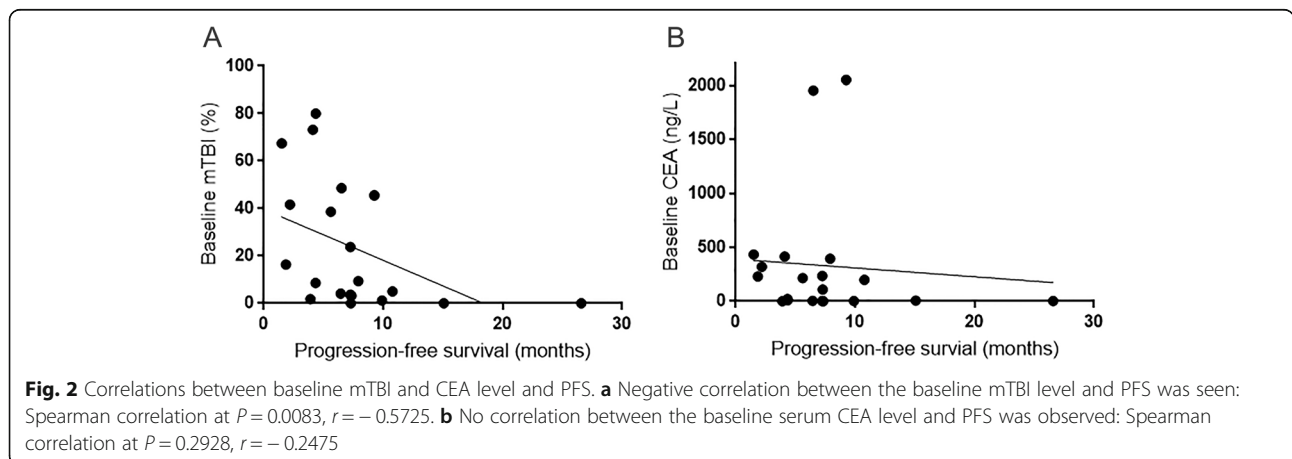 A
100
80
60
40
20
0
Baseline mTBI (%)
0 10 20 30
Progression-free survival (months)
B
2000
1500
1000
500
0
Baseline CEA (ng/L)
0 10 20 30
Progression-free survival (months)
Fig. 2 Correlations between baseline mTBI and CEA level and PFS. a Negative correlation between the baseline mTBI level and PFS was seen:
Spearman correlation at P = 0.0083, r = − 0.5725. b No correlation between the baseline serum CEA level and PFS was observed: Spearman
correlation at P = 0.2928, r = − 0.2475